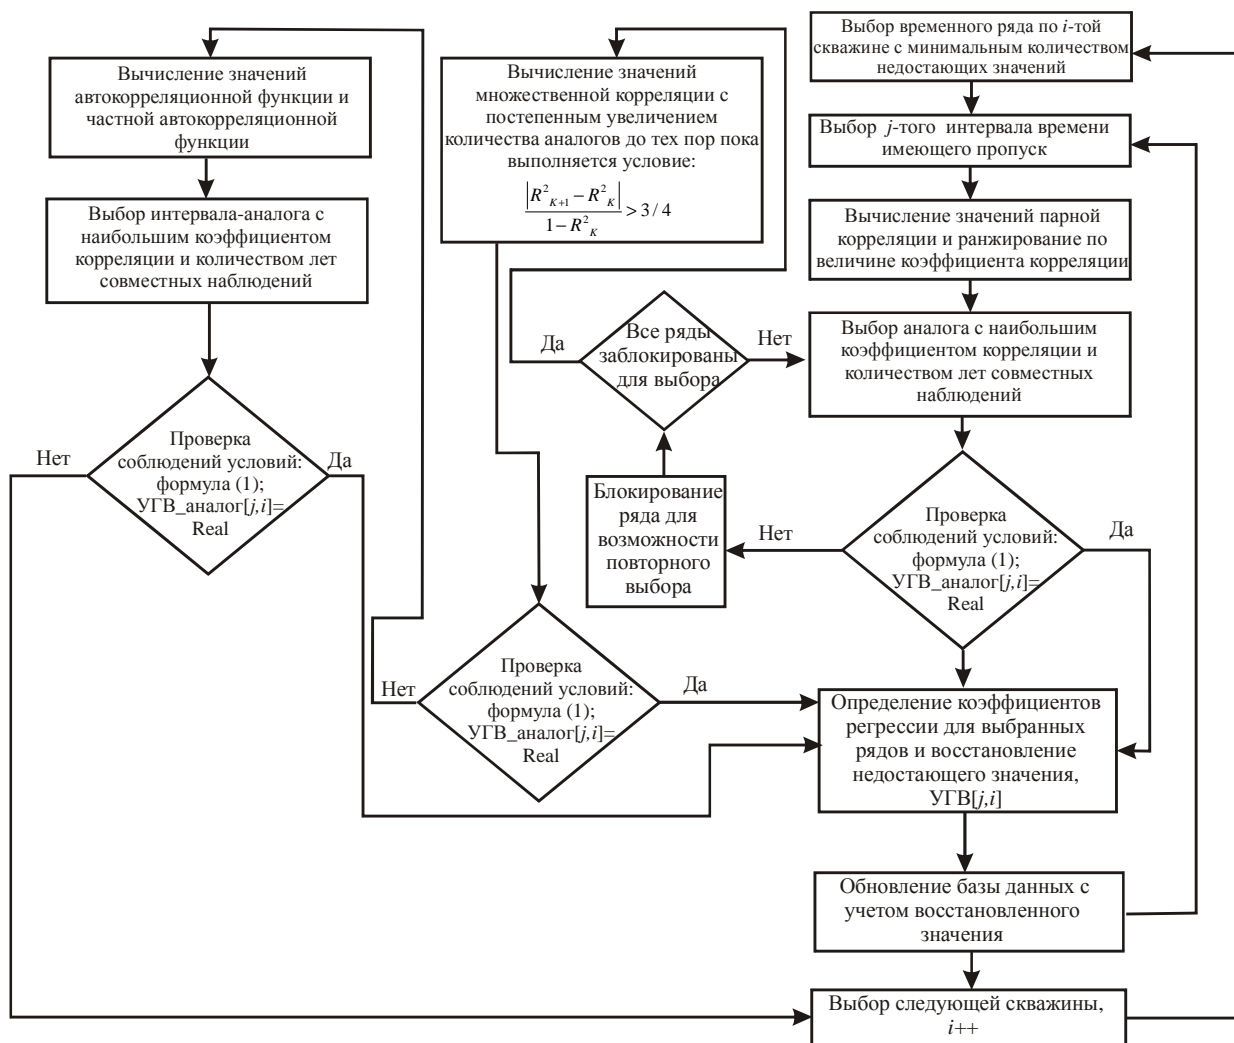 Вычисление значений
автокорреляционной функции и
частной автокорреляционной
функции
Выбор интервала-аналога с
наибольшим коэффициентом
корреляции и количеством лет
совместных наблюдений
Нет
Проверка
соблюдений условий:
формула (1);
УГВ_аналог[j,i]=
Real
Да
Вычисление значений
множественной корреляции с
постепенным увеличением
количества аналогов до тех пор пока
выполняется условие:
|R²_{K+1} − R²_K| / (1 − R²_K) > 3 / 4
Да
Все ряды
заблокированы
для выбора
Нет
Блокирование
ряда для
возможности
повторного
выбора
Нет
Проверка
соблюдений условий:
формула (1);
УГВ_аналог[j,i]=
Real
Да
Выбор временного ряда по i-той
скважине с минимальным количеством
недостающих значений
Выбор j-того интервала времени
имеющего пропуск
Вычисление значений парной
корреляции и ранжирование по
величине коэффициента корреляции
Выбор аналога с наибольшим
коэффициентом корреляции и
количеством лет совместных
наблюдений
Нет
Проверка
соблюдений условий:
формула (1);
УГВ_аналог[j,i]=
Real
Да
Определение коэффициентов
регрессии для выбранных
рядов и восстановление
недостающего значения,
УГВ[j,i]
Обновление базы данных с
учетом восстановленного
значения
Выбор следующей скважины,
i++